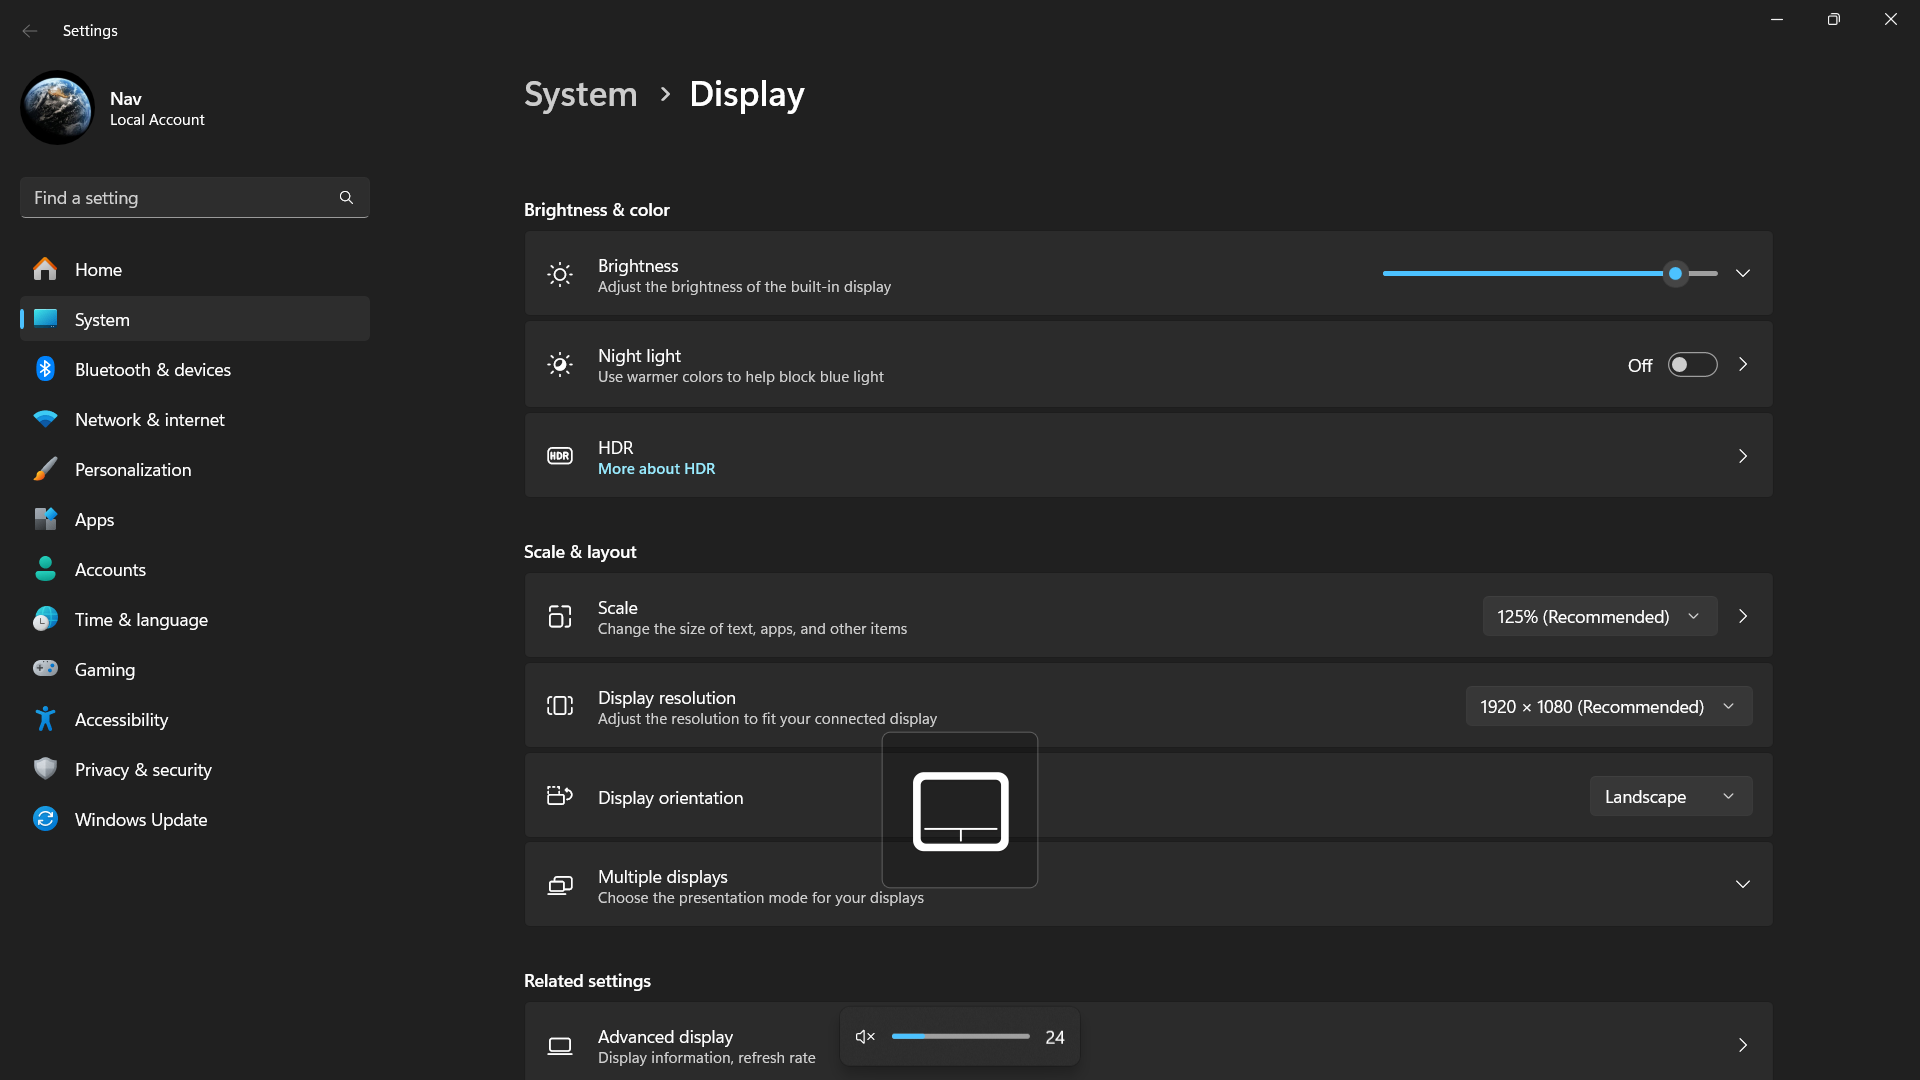 Settings
Nav
Local Account
Find a setting
Home
System
Bluetooth & devices
Network & internet
Personalization
Apps
Accounts
Time & language
Gaming
Accessibility
Privacy & security
Windows Update
System > Display
Brightness & color
Brightness
Adjust the brightness of the built-in display
Night light
Use warmer colors to help block blue light
Off
HDR
HDR
More about HDR
Scale & layout
Scale
Change the size of text, apps, and other items
125% (Recommended)
Display resolution
Adjust the resolution to fit your connected display
1920 × 1080 (Recommended)
Display orientation
Landscape
Multiple displays
Choose the presentation mode for your displays
Related settings
Advanced display
Display information, refresh rate
24